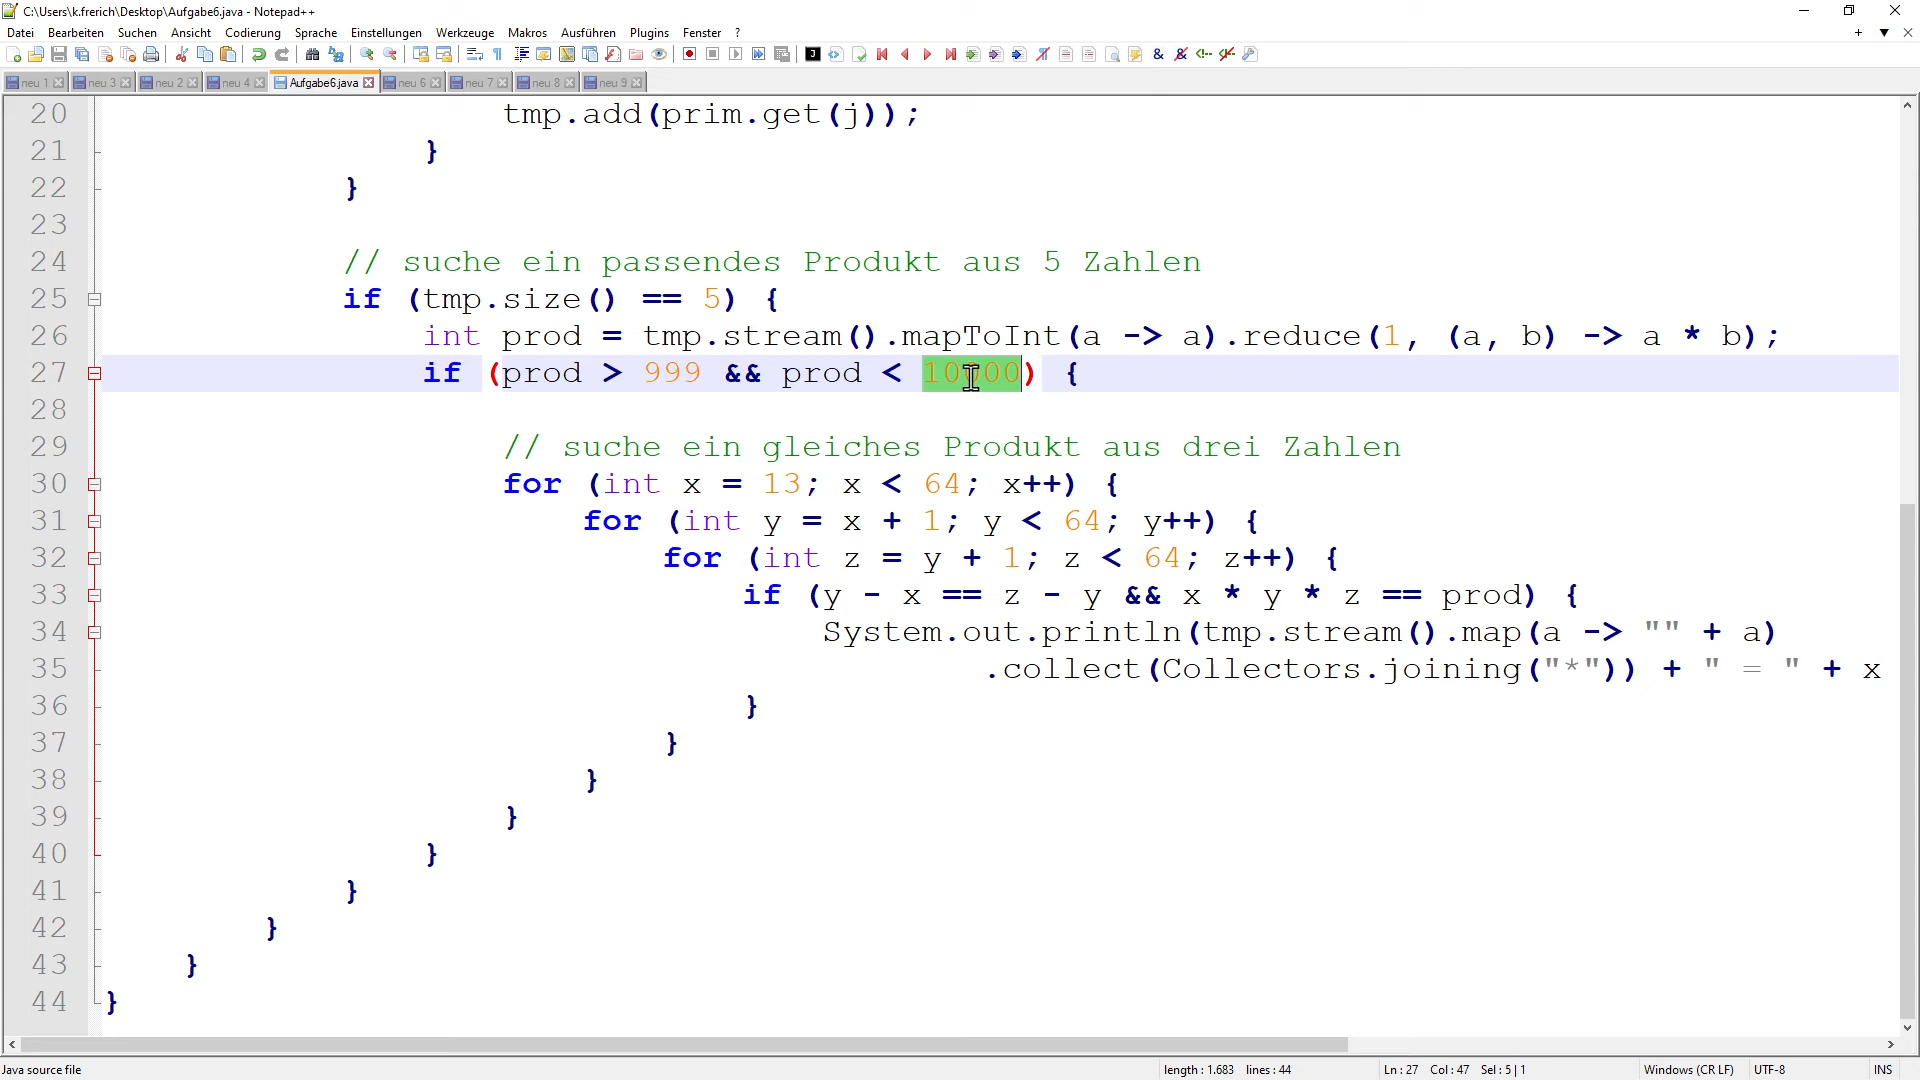 C:\Users\k.frerich\Desktop\Aufgabe6.java - Notepad++
Datei Bearbeiten Suchen Ansicht Codierung Sprache Einstellungen Werkzeuge Makros Ausführen Plugins Fenster ?
neu 1 neu 3 neu 2 neu 4 Aufgabe6.java neu 6 neu 7 neu 8 neu 9
20 tmp.add(prim.get(j));
21 }
22 }
23
24 // suche ein passendes Produkt aus 5 Zahlen
25 if (tmp.size() == 5) {
26 int prod = tmp.stream().mapToInt(a -> a).reduce(1, (a, b) -> a * b);
27 if (prod > 999 && prod < 10000) {
28
29 // suche ein gleiches Produkt aus drei Zahlen
30 for (int x = 13; x < 64; x++) {
31 for (int y = x + 1; y < 64; y++) {
32 for (int z = y + 1; z < 64; z++) {
33 if (y - x == z - y && x * y * z == prod) {
34 System.out.println(tmp.stream().map(a -> "" + a)
35 .collect(Collectors.joining("*")) + " = " + x
36 }
37 }
38 }
39 }
40 }
41 }
42 }
43 }
44 }
Java source file length : 1.683 lines : 44 Ln : 27 Col : 47 Sel : 5 | 1 Windows (CR LF) UTF-8 INS